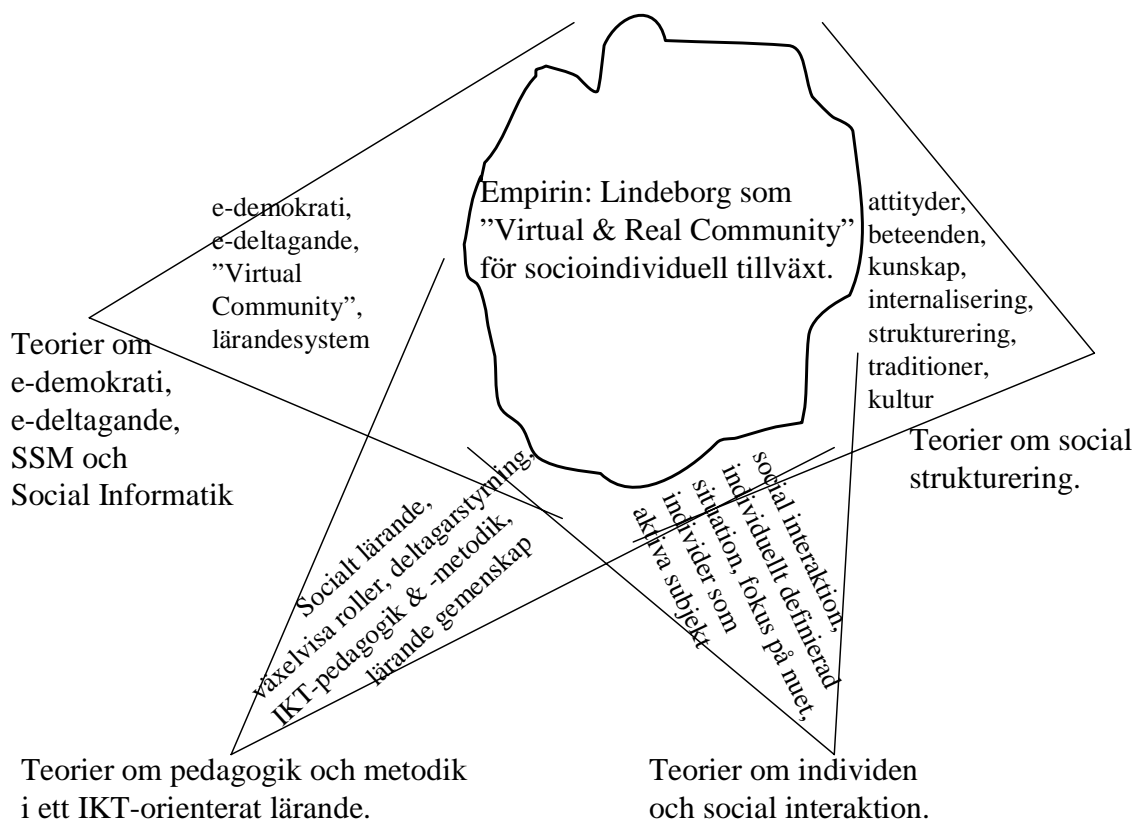 Empirin: Lindeborg som
”Virtual & Real Community”
för socioindividuell tillväxt.
e-demokrati,
e-deltagande,
”Virtual
Community”,
lärandesystem
attityder,
beteenden,
kunskap,
internalisering,
strukturering,
traditioner,
kultur
Teorier om
e-demokrati,
e-deltagande,
SSM och
Social Informatik
Teorier om social
strukturering.
Socialt lärande,
växelvisa roller, deltagarstyrning,
IKT-pedagogik & -metodik,
lärande gemenskap
social interaktion,
individuellt definierad
situation, fokus på nuet,
individer som
aktiva subjekt
Teorier om pedagogik och metodik
i ett IKT-orienterat lärande.
Teorier om individen
och social interaktion.